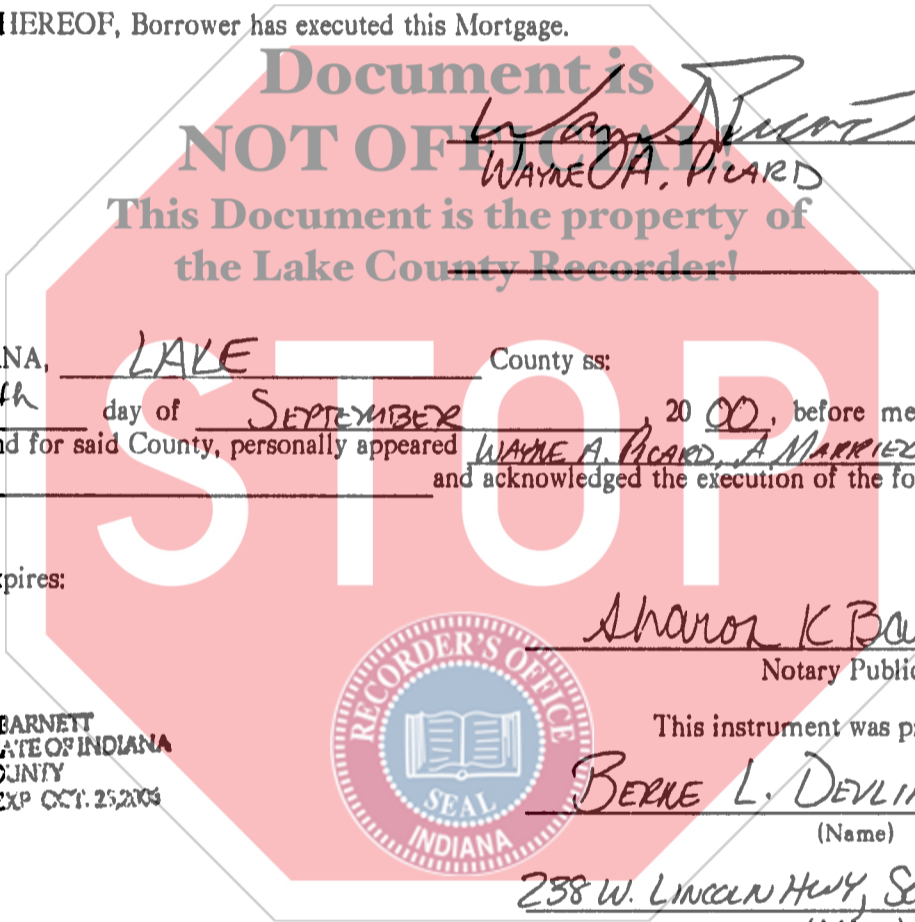 HEREOF, Borrower has executed this Mortgage.
Document is
NOT OFFICIAL!
WAYNE A. PICARD
This Document is the property of
the Lake County Recorder!
NA, LAKE County ss:
th day of SEPTEMBER, 20 00, before me
d for said County, personally appeared WAYNE A. PICARD, A MARRIED
and acknowledged the execution of the fo
STOP
pires:
Sharon K Ba
Notary Public
RECORDER'S OFFICE
SEAL
INDIANA
BARNETT
ATE OF INDIANA
OUNTY
EXP OCT. 25,
This instrument was p
BERNE L. DEVLIN
(Name)
238 W. LINCOLN HWY, S